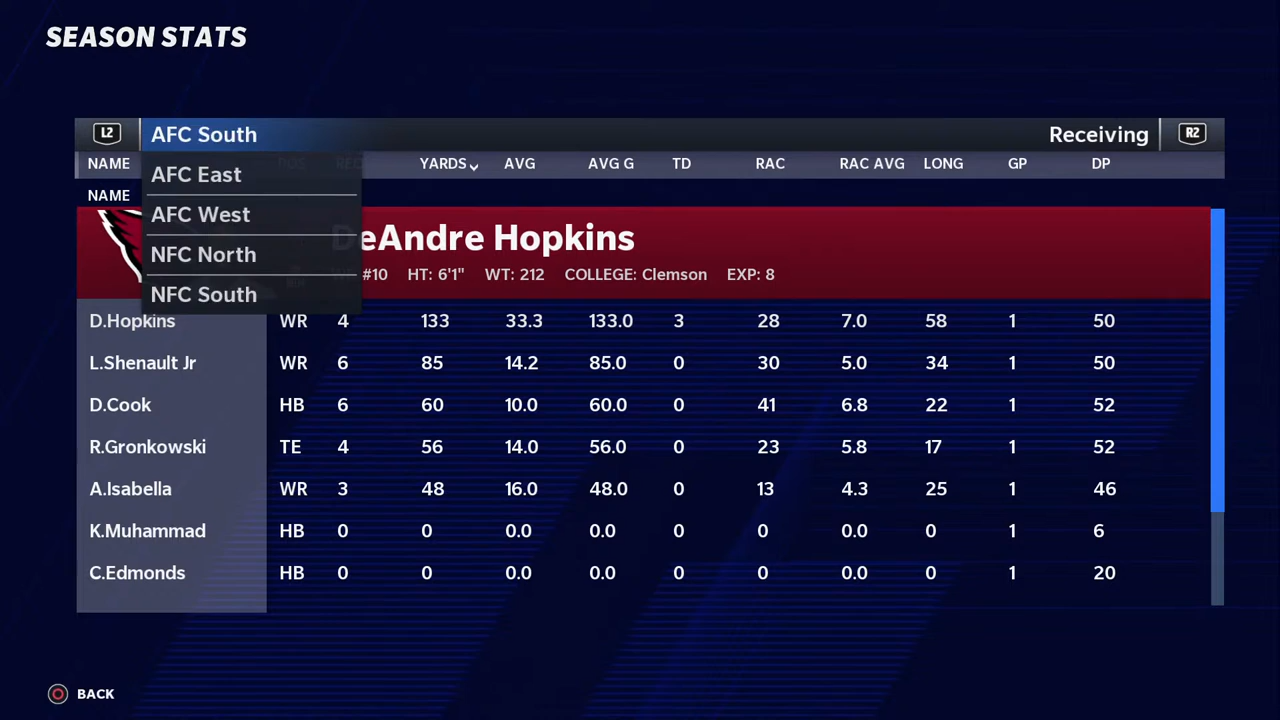 SEASON STATS
L2 AFC South Receiving R2
NAME POS REC YARDS AVG AVG G TD RAC RAC AVG LONG GP DP
AFC East
NAME
AFC West
DeAndre Hopkins
NFC North
#10 HT: 6'1" WT: 212 COLLEGE: Clemson EXP: 8
NFC South
D.Hopkins WR 4 133 33.3 133.0 3 28 7.0 58 1 50
L.Shenault Jr WR 6 85 14.2 85.0 0 30 5.0 34 1 50
D.Cook HB 6 60 10.0 60.0 0 41 6.8 22 1 52
R.Gronkowski TE 4 56 14.0 56.0 0 23 5.8 17 1 52
A.Isabella WR 3 48 16.0 48.0 0 13 4.3 25 1 46
K.Muhammad HB 0 0 0.0 0.0 0 0 0.0 0 1 6
C.Edmonds HB 0 0 0.0 0.0 0 0 0.0 0 1 20
BACK